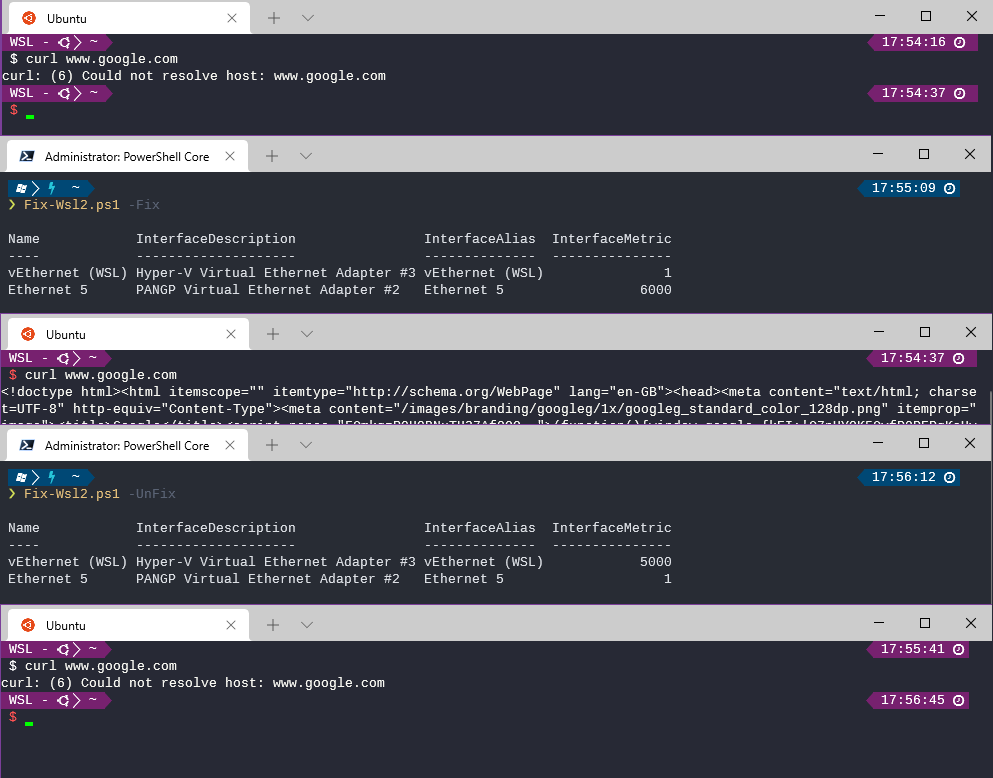 Ubuntu
WSL - ~ 17:54:16
$ curl www.google.com
curl: (6) Could not resolve host: www.google.com
WSL - ~ 17:54:37
$
Administrator: PowerShell Core
~ 17:55:09
❯ Fix-Wsl2.ps1 -Fix
Name InterfaceDescription InterfaceAlias InterfaceMetric
---- -------------------- -------------- ---------------
vEthernet (WSL) Hyper-V Virtual Ethernet Adapter #3 vEthernet (WSL) 1
Ethernet 5 PANGP Virtual Ethernet Adapter #2 Ethernet 5 6000
Ubuntu
WSL - ~ 17:54:37
$ curl www.google.com
<!doctype html><html itemscope="" itemtype="http://schema.org/WebPage" lang="en-GB"><head><meta content="text/html; charse
t=UTF-8" http-equiv="Content-Type"><meta content="/images/branding/googleg/1x/googleg_standard_color_128dp.png" itemprop="
Administrator: PowerShell Core
~ 17:56:12
❯ Fix-Wsl2.ps1 -UnFix
Name InterfaceDescription InterfaceAlias InterfaceMetric
---- -------------------- -------------- ---------------
vEthernet (WSL) Hyper-V Virtual Ethernet Adapter #3 vEthernet (WSL) 5000
Ethernet 5 PANGP Virtual Ethernet Adapter #2 Ethernet 5 1
Ubuntu
WSL - ~ 17:55:41
$ curl www.google.com
curl: (6) Could not resolve host: www.google.com
WSL - ~ 17:56:45
$